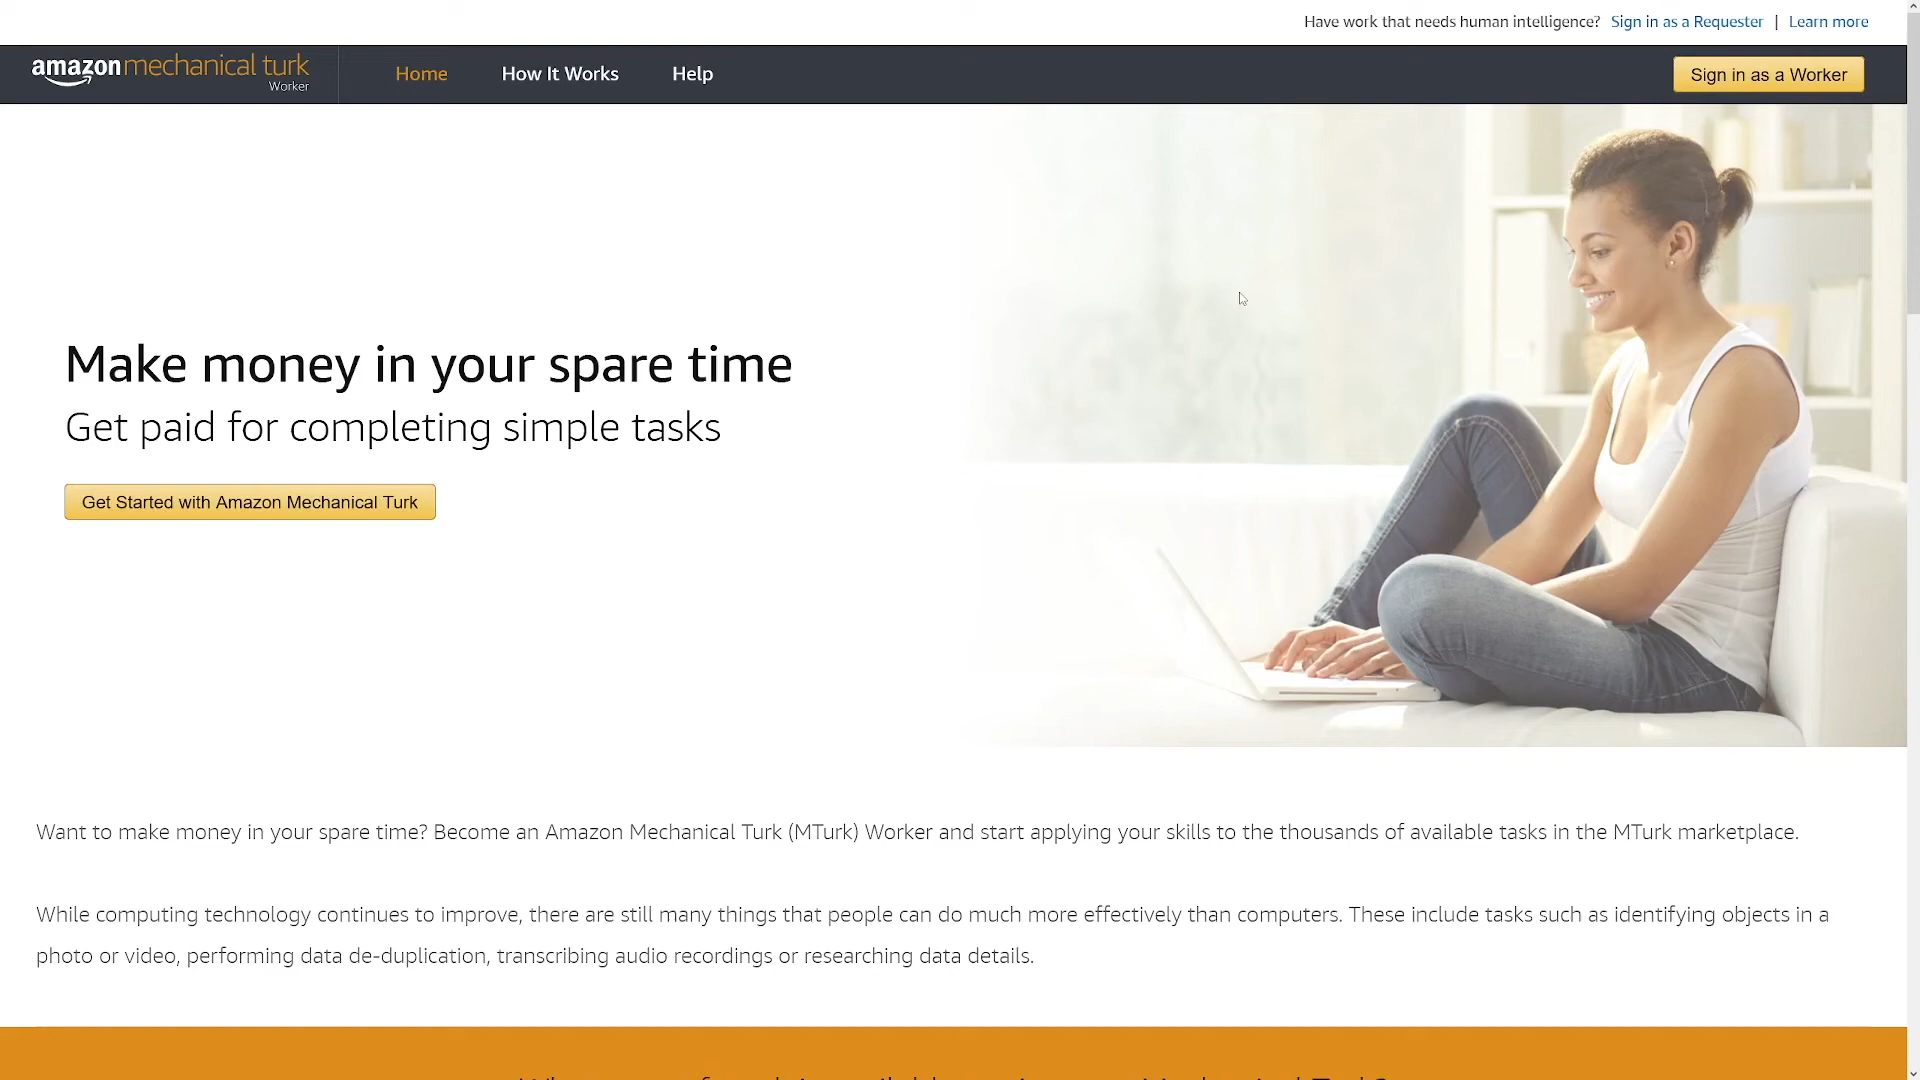 Have work that needs human intelligence? Sign in as a Requester | Learn more
amazon mechanical turk
Worker
Home How It Works Help
Sign in as a Worker
Make money in your spare time
Get paid for completing simple tasks
Get Started with Amazon Mechanical Turk
Want to make money in your spare time? Become an Amazon Mechanical Turk (MTurk) Worker and start applying your skills to the thousands of available tasks in the MTurk marketplace.
While computing technology continues to improve, there are still many things that people can do much more effectively than computers. These include tasks such as identifying objects in a
photo or video, performing data de-duplication, transcribing audio recordings or researching data details.